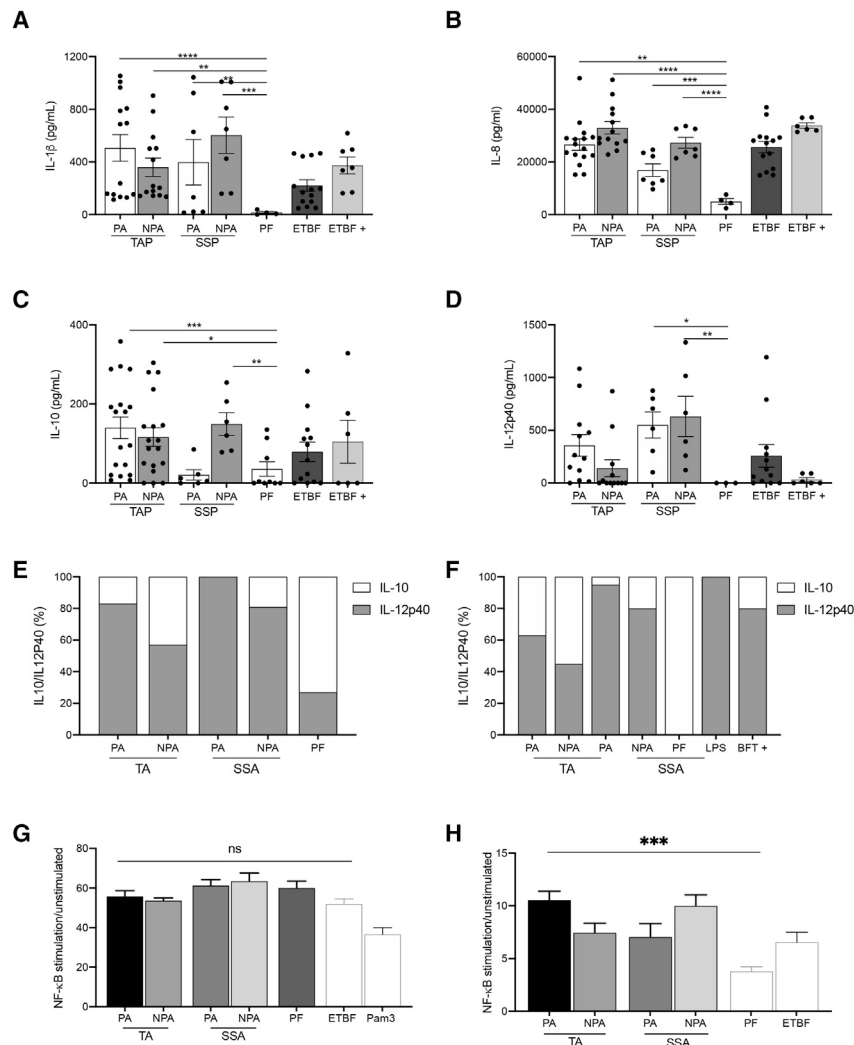 A
IL-1β (pg/mL)
1200
800
400
0
****
**
**
***
PA NPA PA NPA PF ETBF ETBF +
TAP SSP
B
IL-8 (pg/mL)
60000
40000
20000
0
**
****
***
****
PA NPA PA NPA PF ETBF ETBF +
TAP SSP
C
IL-10 (pg/mL)
400
200
0
***
*
**
PA NPA PA NPA PF ETBF ETBF +
TAP SSP
D
IL-12p40 (pg/mL)
1500
1000
500
0
*
**
PA NPA PA NPA PF ETBF ETBF +
TAP SSP
E
IL10/IL12P40 (%)
100
80
60
40
20
0
IL-10
IL-12p40
PA NPA PA NPA PF
TA SSA
F
IL10/IL12P40 (%)
100
80
60
40
20
0
IL-10
IL-12p40
PA NPA PA NPA PF LPS BFT +
TA SSA
G
NF-κB stimulation/unstimulated
80
60
40
20
0
ns
PA NPA PA NPA PF ETBF Pam3
TA SSA
H
NF-κB stimulation/unstimulated
15
10
5
0
***
PA NPA PA NPA PF ETBF
TA SSA